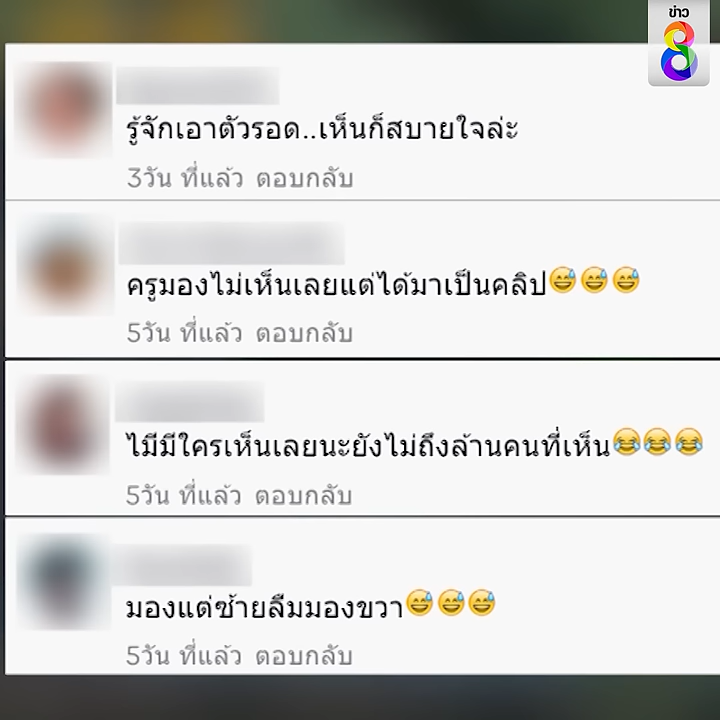 ข่าว
8
รู้จักเอาตัวรอด..เห็นก็สบายใจล่ะ
3วัน ที่แล้ว ตอบกลับ
ครูมองไม่เห็นเลยแต่ได้มาเป็นคลิป😅😅😅
5วัน ที่แล้ว ตอบกลับ
ไมีมีใครเห็นเลยนะยังไม่ถึงล้านคนที่เห็น😂😂😂
5วัน ที่แล้ว ตอบกลับ
มองแต่ซ้ายลืมมองขวา😅😅😅
5วัน ที่แล้ว ตอบกลับ